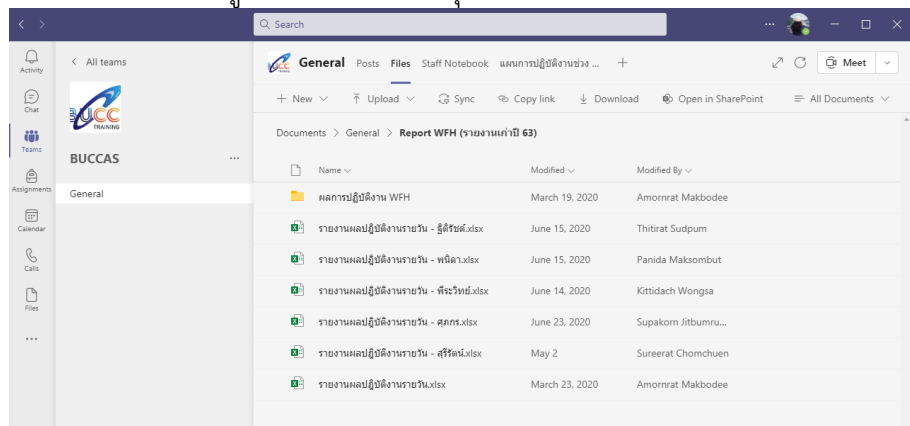 Search
Activity
Chat
Teams
Assignments
Calendar
Calls
Files
All teams
BUCC
TRAINING
BUCCAS
General
General Posts Files Staff Notebook แผนการปฏิบัติงานช่วง ...
Meet
New Upload Sync Copy link Download Open in SharePoint All Documents
Documents > General > Report WFH (รายงานเก่าปี 63)
Name Modified Modified By
ผลการปฏิบัติงาน WFH March 19, 2020 Amornrat Makbodee
รายงานผลปฏิบัติงานรายวัน - ฐิติรัชต์.xlsx June 15, 2020 Thitirat Sudpum
รายงานผลปฏิบัติงานรายวัน - พนิดา.xlsx June 15, 2020 Panida Maksombut
รายงานผลปฏิบัติงานรายวัน - พีระวิทย์.xlsx June 14, 2020 Kittidach Wongsa
รายงานผลปฏิบัติงานรายวัน - ศุภกร.xlsx June 23, 2020 Supakorn Jitbumru...
รายงานผลปฏิบัติงานรายวัน - สุรีรัตน์.xlsx May 2 Sureerat Chomchuen
รายงานผลปฏิบัติงานรายวัน.xlsx March 23, 2020 Amornrat Makbodee